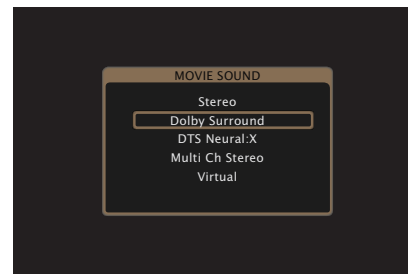 MOVIE SOUND
Stereo
Dolby Surround
DTS Neural:X
Multi Ch Stereo
Virtual